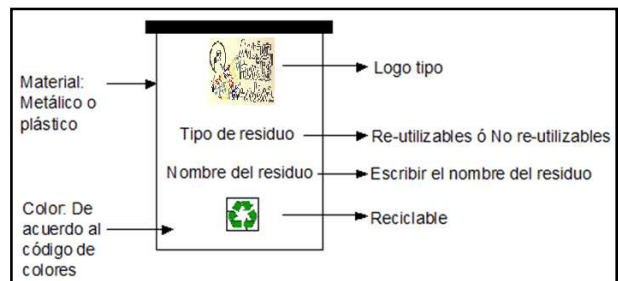 Material:
Metálico o
plástico
Logo tipo
Tipo de residuo
Re-utilizables ó No re-utilizables
Nombre del residuo
Escribir el nombre del residuo
Color: De
acuerdo al
código de
colores
Reciclable